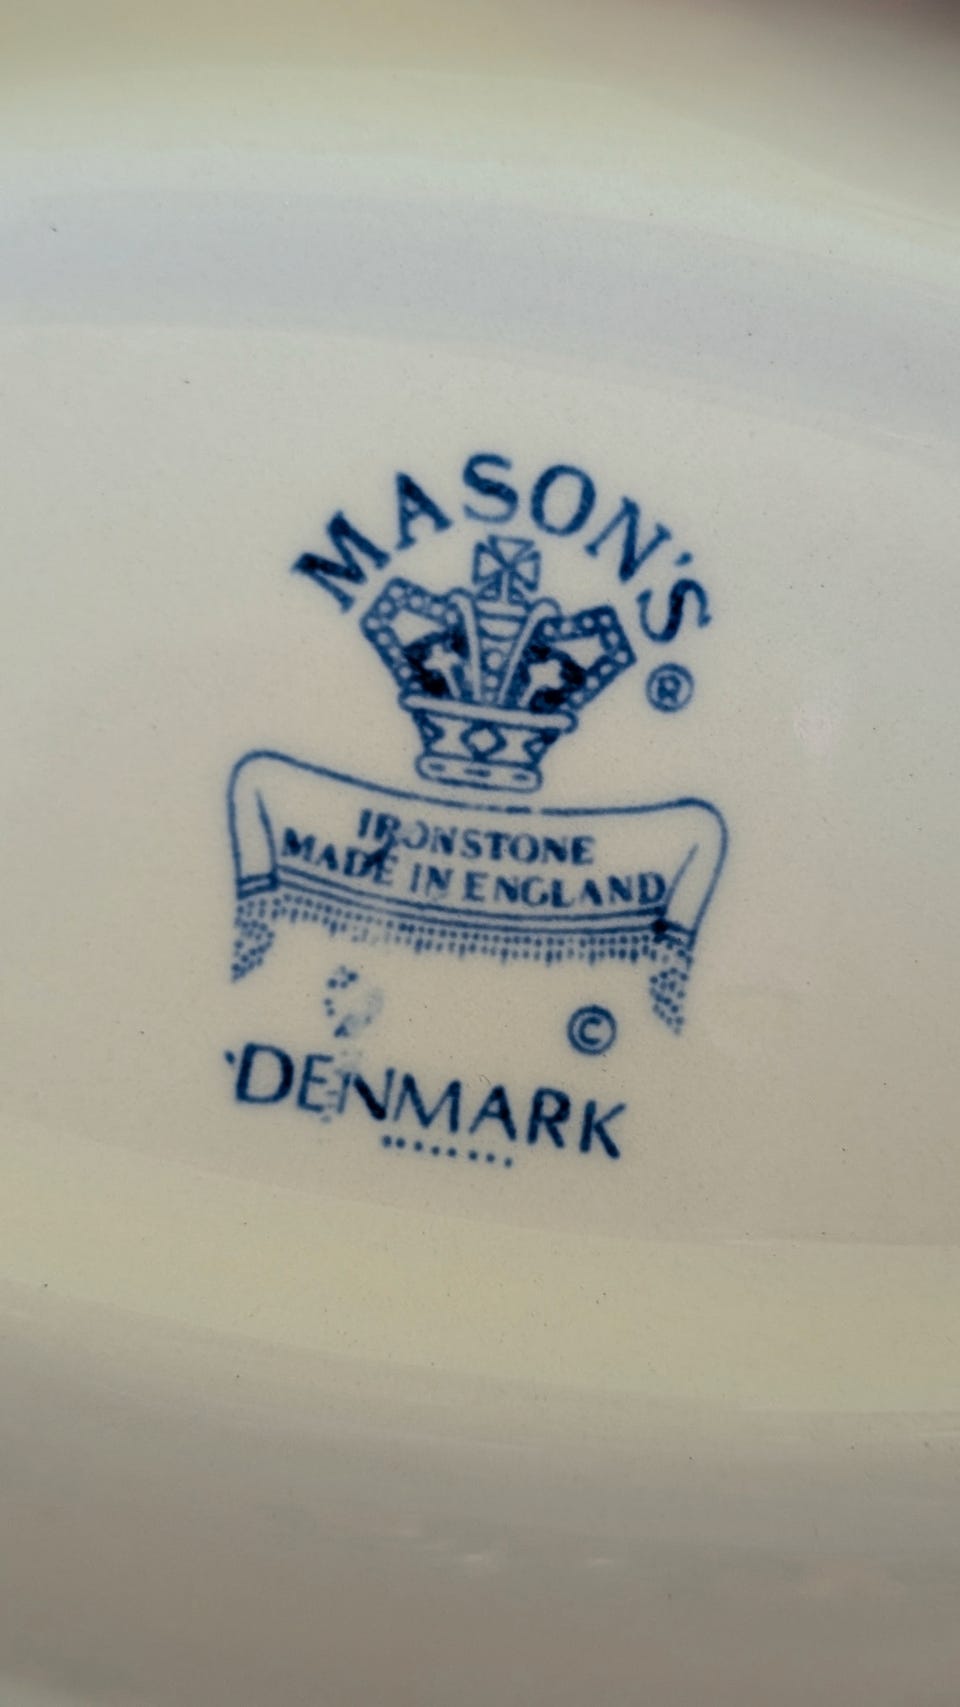 MASON'S ®
IRONSTONE
MADE IN ENGLAND
©
DENMARK